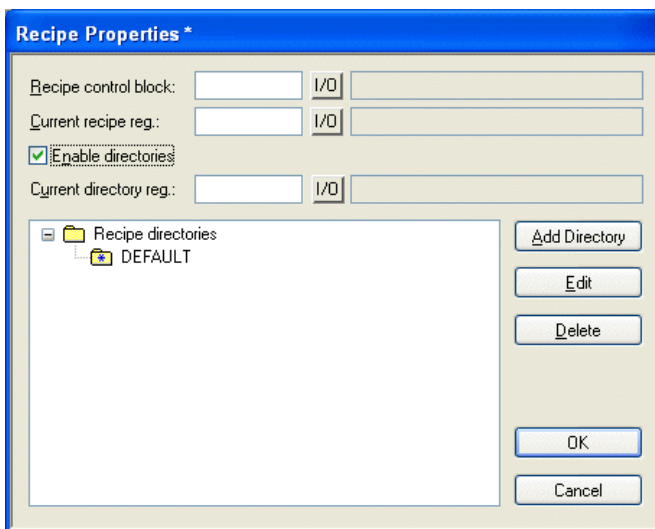 Recipe Properties *
Recipe control block: I/O
Current recipe reg.: I/O
Enable directories
Current directory reg.: I/O
Recipe directories
DEFAULT
Add Directory
Edit
Delete
OK
Cancel